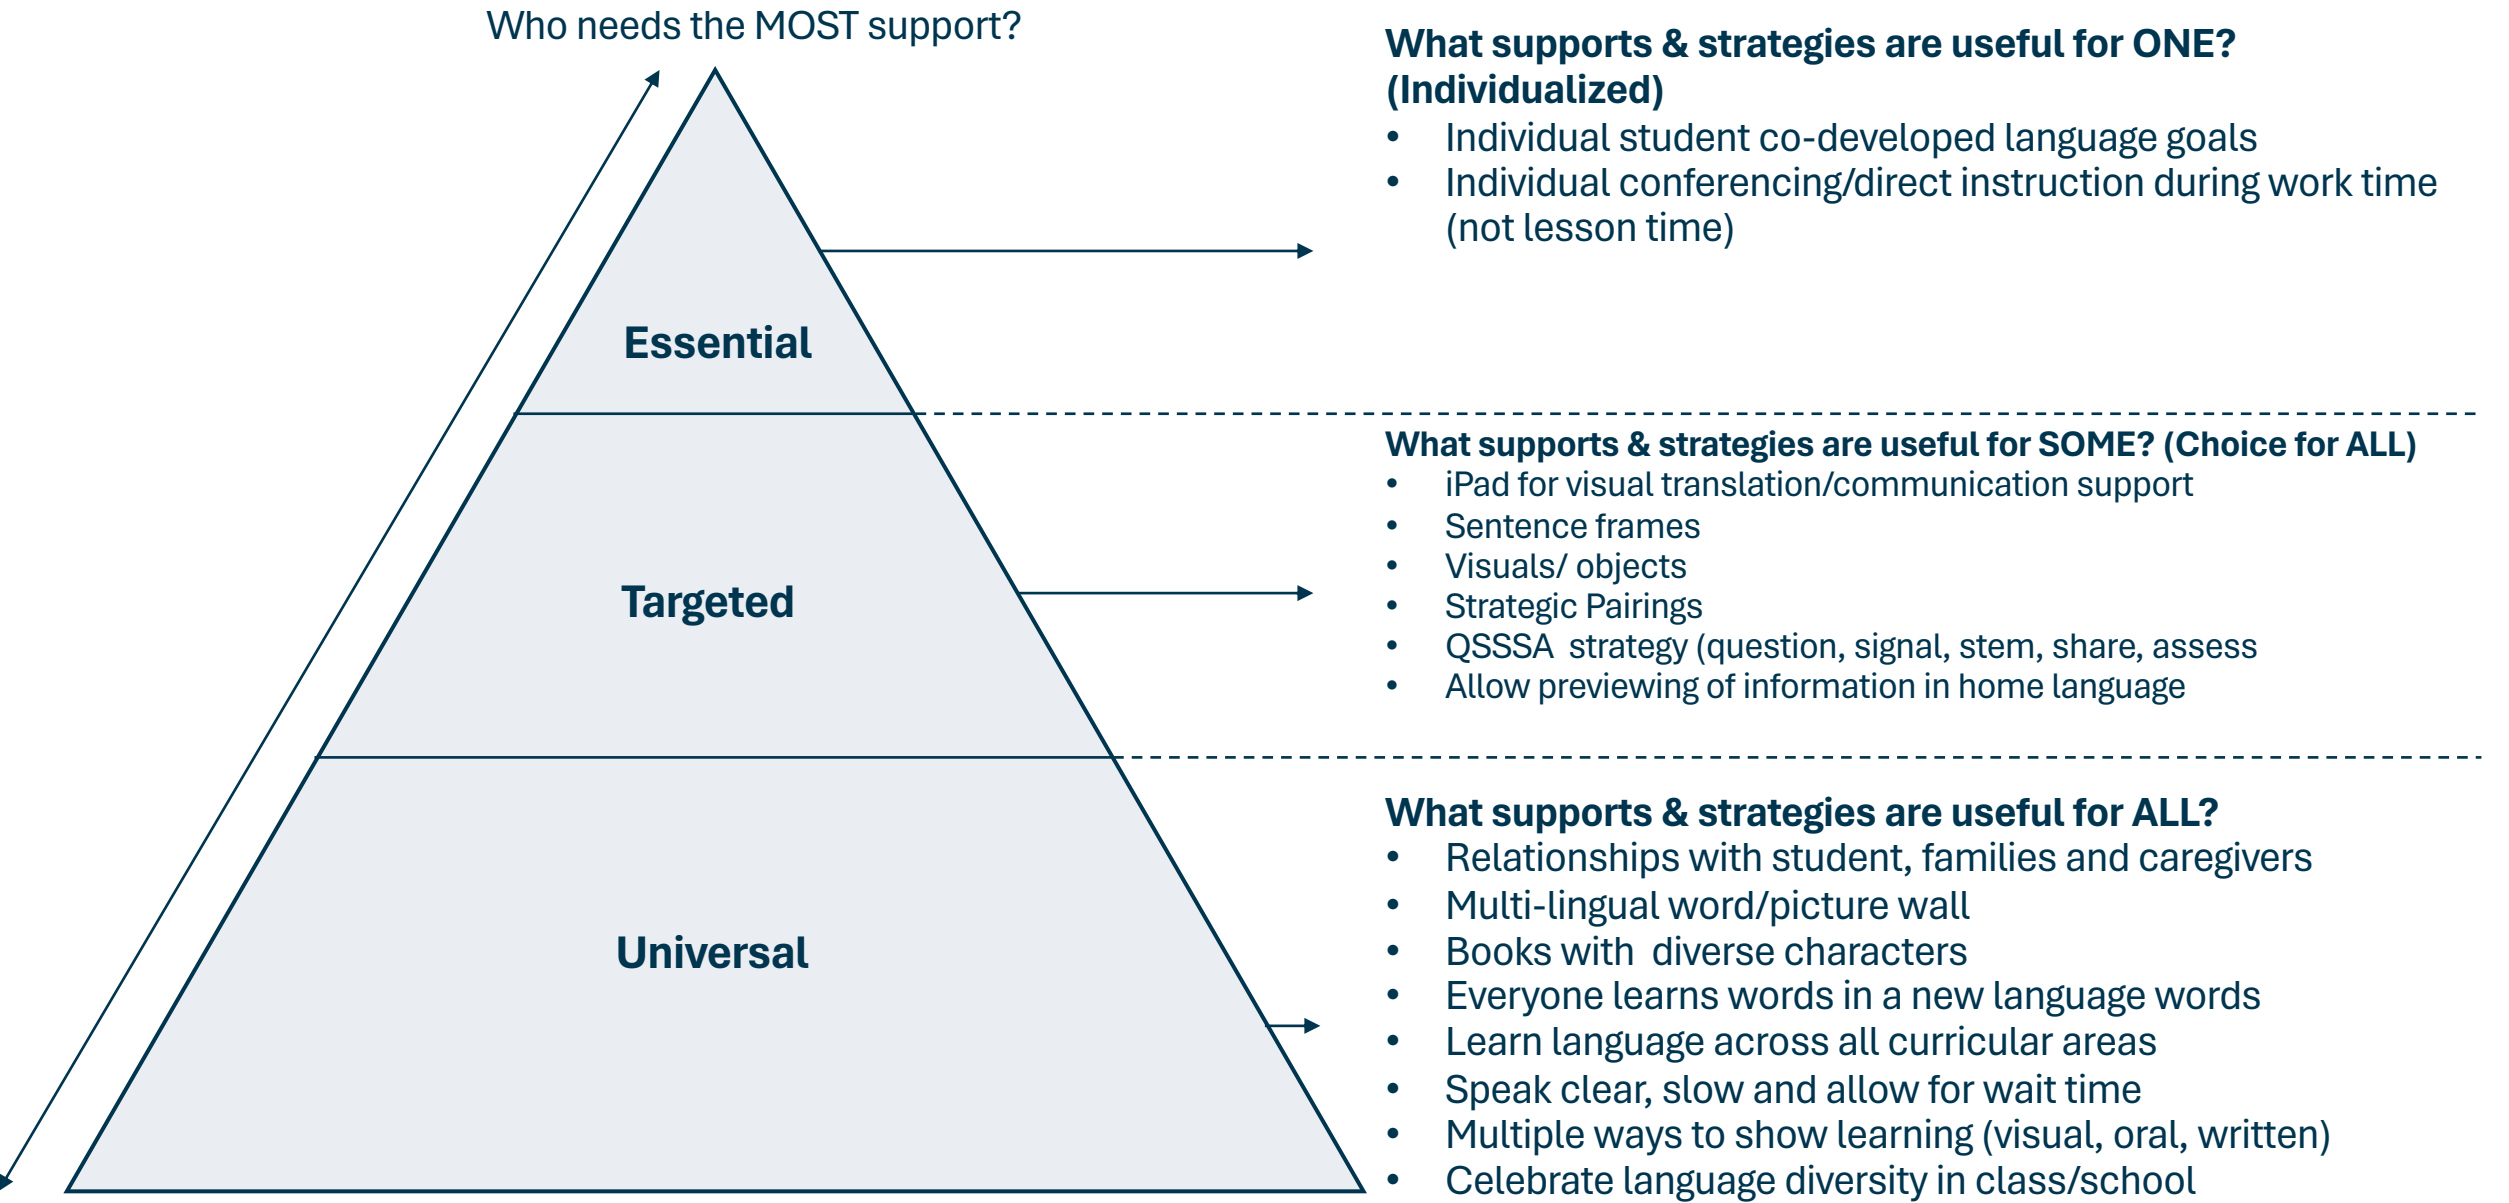 Who needs the MOST support?
Essential
Targeted
Universal
What supports & strategies are useful for ONE?
(Individualized)
• Individual student co-developed language goals
• Individual conferencing/direct instruction during work time
(not lesson time)
What supports & strategies are useful for SOME? (Choice for ALL)
• iPad for visual translation/communication support
• Sentence frames
• Visuals/ objects
• Strategic Pairings
• QSSSA  strategy (question, signal, stem, share, assess
• Allow previewing of information in home language
What supports & strategies are useful for ALL?
• Relationships with student, families and caregivers
• Multi-lingual word/picture wall
• Books with  diverse characters
• Everyone learns words in a new language words
• Learn language across all curricular areas
• Speak clear, slow and allow for wait time
• Multiple ways to show learning (visual, oral, written)
• Celebrate language diversity in class/school